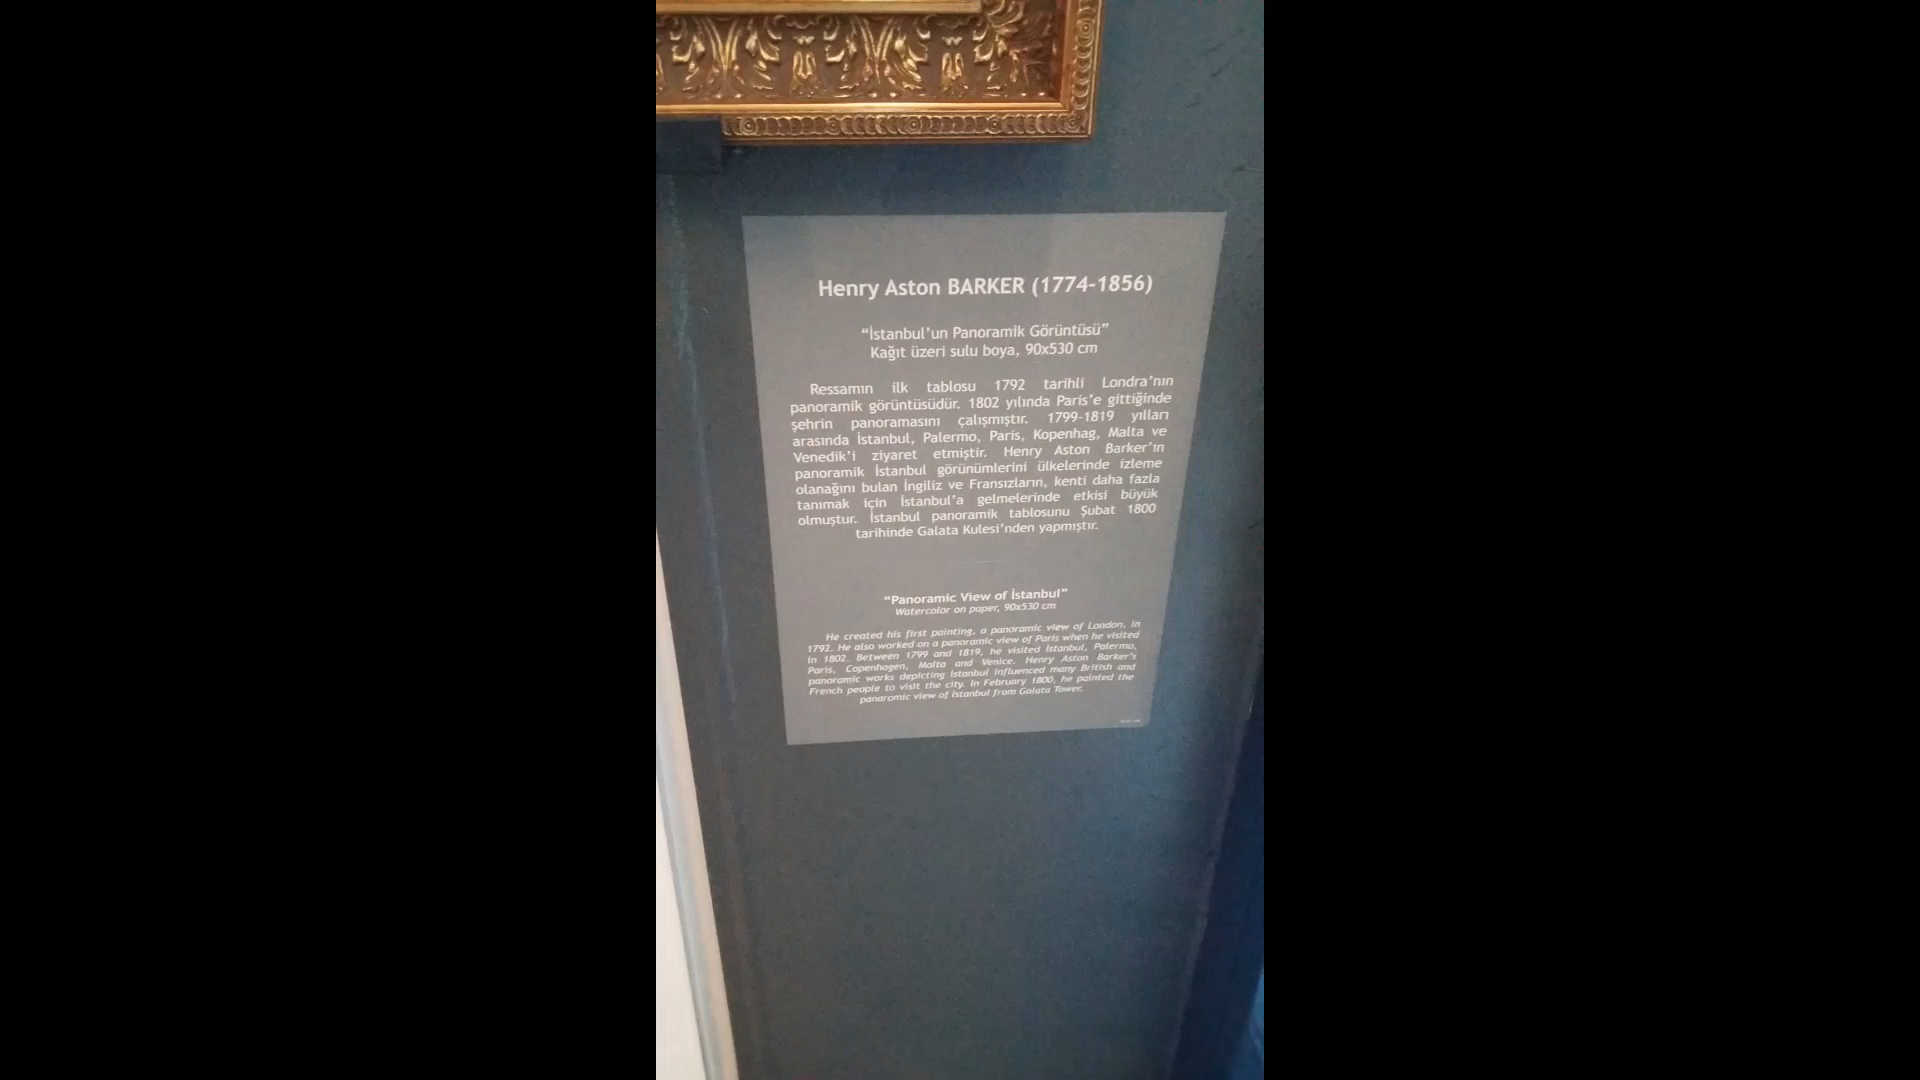 Henry Aston BARKER (1774-1856)
“İstanbul’un Panoramik Görüntüsü”
Kağıt üzeri sulu boya, 90x530 cm
Ressamın ilk tablosu 1792 tarihli Londra’nın
panoramik görüntüsüdür. 1802 yılında Paris’e gittiğinde
şehrin panoramasını çalışmıştır. 1799-1819 yılları
arasında İstanbul, Palermo, Paris, Kopenhag, Malta ve
Venedik’i ziyaret etmiştir. Henry Aston Barker’ın
panoramik İstanbul görünümlerini ülkelerinde izleme
olanağını bulan İngiliz ve Fransızların, kenti daha fazla
tanımak için İstanbul’a gelmelerinde etkisi büyük
olmuştur. İstanbul panoramik tablosunu Şubat 1800
tarihinde Galata Kulesi’nden yapmıştır.
“Panoramic View of İstanbul”
Watercolor on paper, 90x530 cm
He created his first painting, a panoramic view of London, in
1792. He also worked on a panoramic view of Paris when he visited
in 1802. Between 1799 and 1819, he visited İstanbul, Palermo,
Paris, Copenhagen, Malta and Venice. Henry Aston Barker’s
panoramic works depicting İstanbul influenced many British and
French people to visit the city. In February 1800, he painted the
panoramic view of İstanbul from Galata Tower.